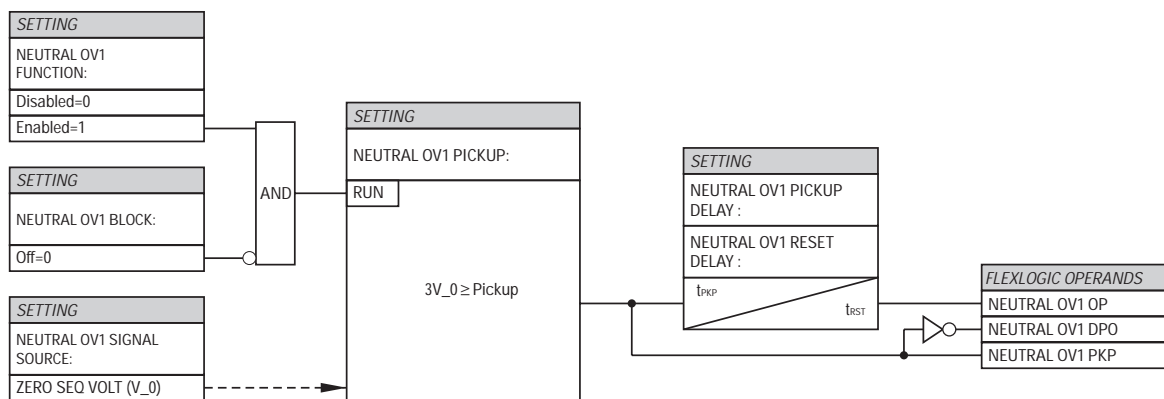 SETTING
NEUTRAL OV1
FUNCTION:
Disabled=0
Enabled=1
SETTING
NEUTRAL OV1 BLOCK:
Off=0
SETTING
NEUTRAL OV1 SIGNAL
SOURCE:
ZERO SEQ VOLT (V_0)
AND
SETTING
NEUTRAL OV1 PICKUP:
RUN
3V_0 ≥ Pickup
SETTING
NEUTRAL OV1 PICKUP
DELAY :
NEUTRAL OV1 RESET
DELAY :
tPKP
tRST
FLEXLOGIC OPERANDS
NEUTRAL OV1 OP
NEUTRAL OV1 DPO
NEUTRAL OV1 PKP